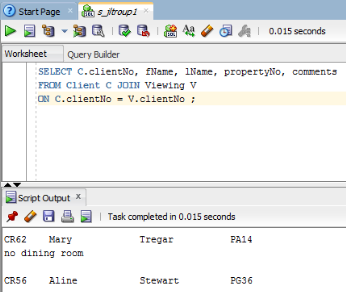 Start Page
s_jltroup1
0.015 seconds
Worksheet Query Builder
SELECT C.clientNo, fName, lName, propertyNo, comments
FROM Client C JOIN Viewing V
ON C.clientNo = V.clientNo ;
Script Output
Task completed in 0.015 seconds
CR62 Mary Tregar PA14
no dining room
CR56 Aline Stewart PG36